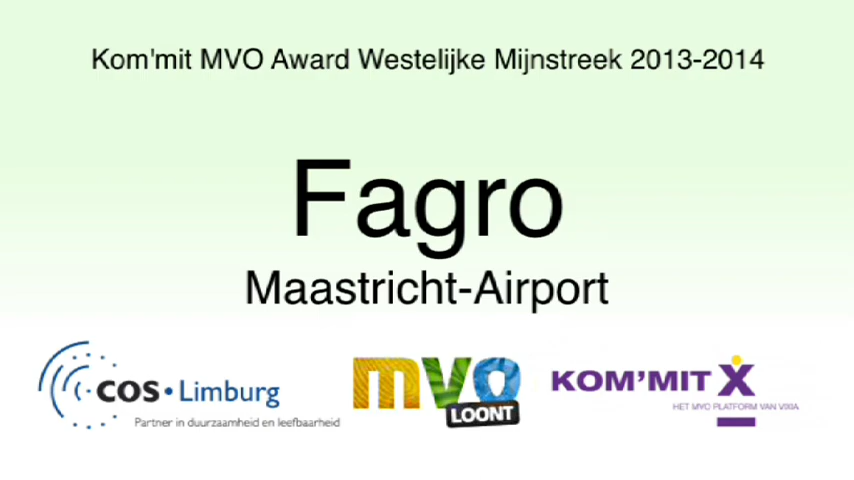 Kom'mit MVO Award Westelijke Mijnstreek 2013-2014
Fagro
Maastricht-Airport
COS • Limburg
Partner in duurzaamheid en leefbaarheid
mvo
LOONT
KOM'MIT X
HET MVO PLATFORM VAN VIXIA